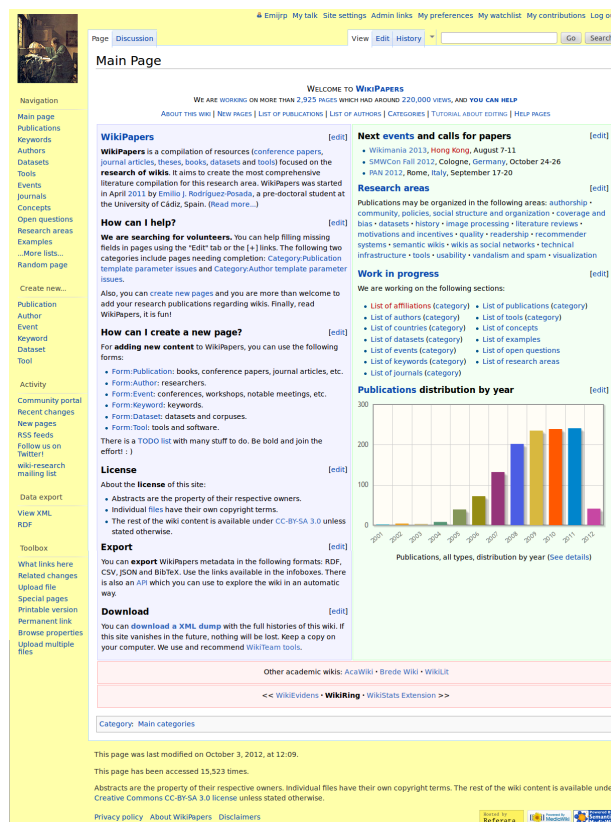 Emijrp My talk Site settings Admin links My preferences My watchlist My contributions Log ou
Page Discussion View Edit History Go Search
Main Page
Navigation
Main page
Publications
Keywords
Authors
Datasets
Tools
Events
Journals
Concepts
Open questions
Research areas
Examples
...More lists...
Random page
Create new...
Publication
Author
Event
Keyword
Dataset
Tool
Activity
Community portal
Recent changes
New pages
RSS feeds
Follow us on
Twitter!
wiki-research
mailing list
Data export
View XML
RDF
Toolbox
What links here
Related changes
Upload file
Special pages
Printable version
Permanent link
Browse properties
Upload multiple
files
Welcome to WikiPapers
We are working on more than 2,925 pages which had around 220,000 views, and you can help
About this wiki | New pages | List of publications | List of authors | Categories | Tutorial about editing | Help pages
WikiPapers [edit]
WikiPapers is a compilation of resources (conference papers,
journal articles, theses, books, datasets and tools) focused on the
research of wikis. It aims to create the most comprehensive
literature compilation for this research area. WikiPapers was started
in April 2011 by Emilio J. Rodríguez-Posada, a pre-doctoral student at
the University of Cádiz, Spain. (Read more...)
How can I help? [edit]
We are searching for volunteers. You can help filling missing
fields in pages using the "Edit" tab or the [+] links. The following two
categories include pages needing completion: Category:Publication
template parameter issues and Category:Author template parameter
issues.
Also, you can create new pages and you are more than welcome to
add your research publications regarding wikis. Finally, read
WikiPapers, it is fun!
How can I create a new page? [edit]
For adding new content to WikiPapers, you can use the following
forms:
• Form:Publication: books, conference papers, journal articles, etc.
• Form:Author: researchers.
• Form:Event: conferences, workshops, notable meetings, etc.
• Form:Keyword: keywords.
• Form:Dataset: datasets and corpuses.
• Form:Tool: tools and software.
There is a TODO list with many stuff to do. Be bold and join the
effort! : )
License [edit]
About the license of this site:
• Abstracts are the property of their respective owners.
• Individual files have their own copyright terms.
• The rest of the wiki content is available under CC-BY-SA 3.0 unless
stated otherwise.
Export [edit]
You can export WikiPapers metadata in the following formats: RDF,
CSV, JSON and BibTeX. Use the links available in the infoboxes. There
is also an API which you can use to explore the wiki in an automatic
way.
Download [edit]
You can download a XML dump with the full histories of this wiki. If
this site vanishes in the future, nothing will be lost. Keep a copy on
your computer. We use and recommend WikiTeam tools.
Next events and calls for papers [edit]
• Wikimania 2013, Hong Kong, August 7-11
• SMWCon Fall 2012, Cologne, Germany, October 24-26
• PAN 2012, Rome, Italy, September 17-20
Research areas [edit]
Publications may be organized in the following areas: authorship •
community, policies, social structure and organization • coverage and
bias • datasets • history • image processing • literature reviews •
motivations and incentives • quality • readership • recommender
systems • semantic wikis • wikis as social networks • technical
infrastructure • tools • usability • vandalism and spam • visualization
Work in progress [edit]
We are working on the following sections:
• List of affiliations (category) • List of publications (category)
• List of authors (category) • List of tools (category)
• List of countries (category) • List of concepts
• List of datasets (category) • List of examples
• List of events (category) • List of open questions
• List of keywords (category) • List of research areas
• List of journals (category)
Publications distribution by year [edit]
300
200
100
0
2001 2002 2003 2004 2005 2006 2007 2008 2009 2010 2011 2012
Publications, all types, distribution by year (See details)
Other academic wikis: AcaWiki • Brede Wiki • WikiLit
<< WikiEvidens • WikiRing • WikiStats Extension >>
Category: Main categories
This page was last modified on October 3, 2012, at 12:09.
This page has been accessed 15,523 times.
Abstracts are the property of their respective owners. Individual files have their own copyright terms. The rest of the wiki content is available unde
Creative Commons CC-BY-SA 3.0 license unless stated otherwise.
Privacy policy About WikiPapers Disclaimers
Hosted by
Referata
Powered by
MediaWiki